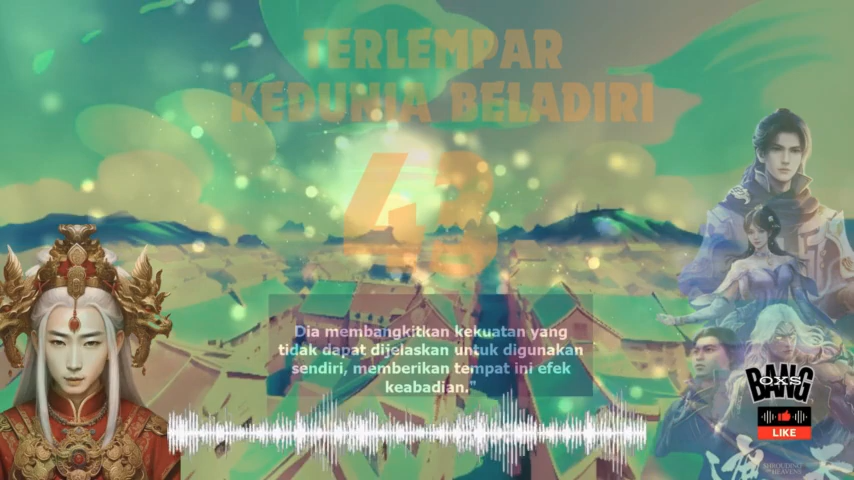 TERLEMPAR
KEDUNIA BELADIRI
43
Dia membangkitkan kekuatan yang
tidak dapat dijelaskan untuk digunakan
sendiri, memberikan tempat ini efek
keabadian."
BANG
OXS
LIKE